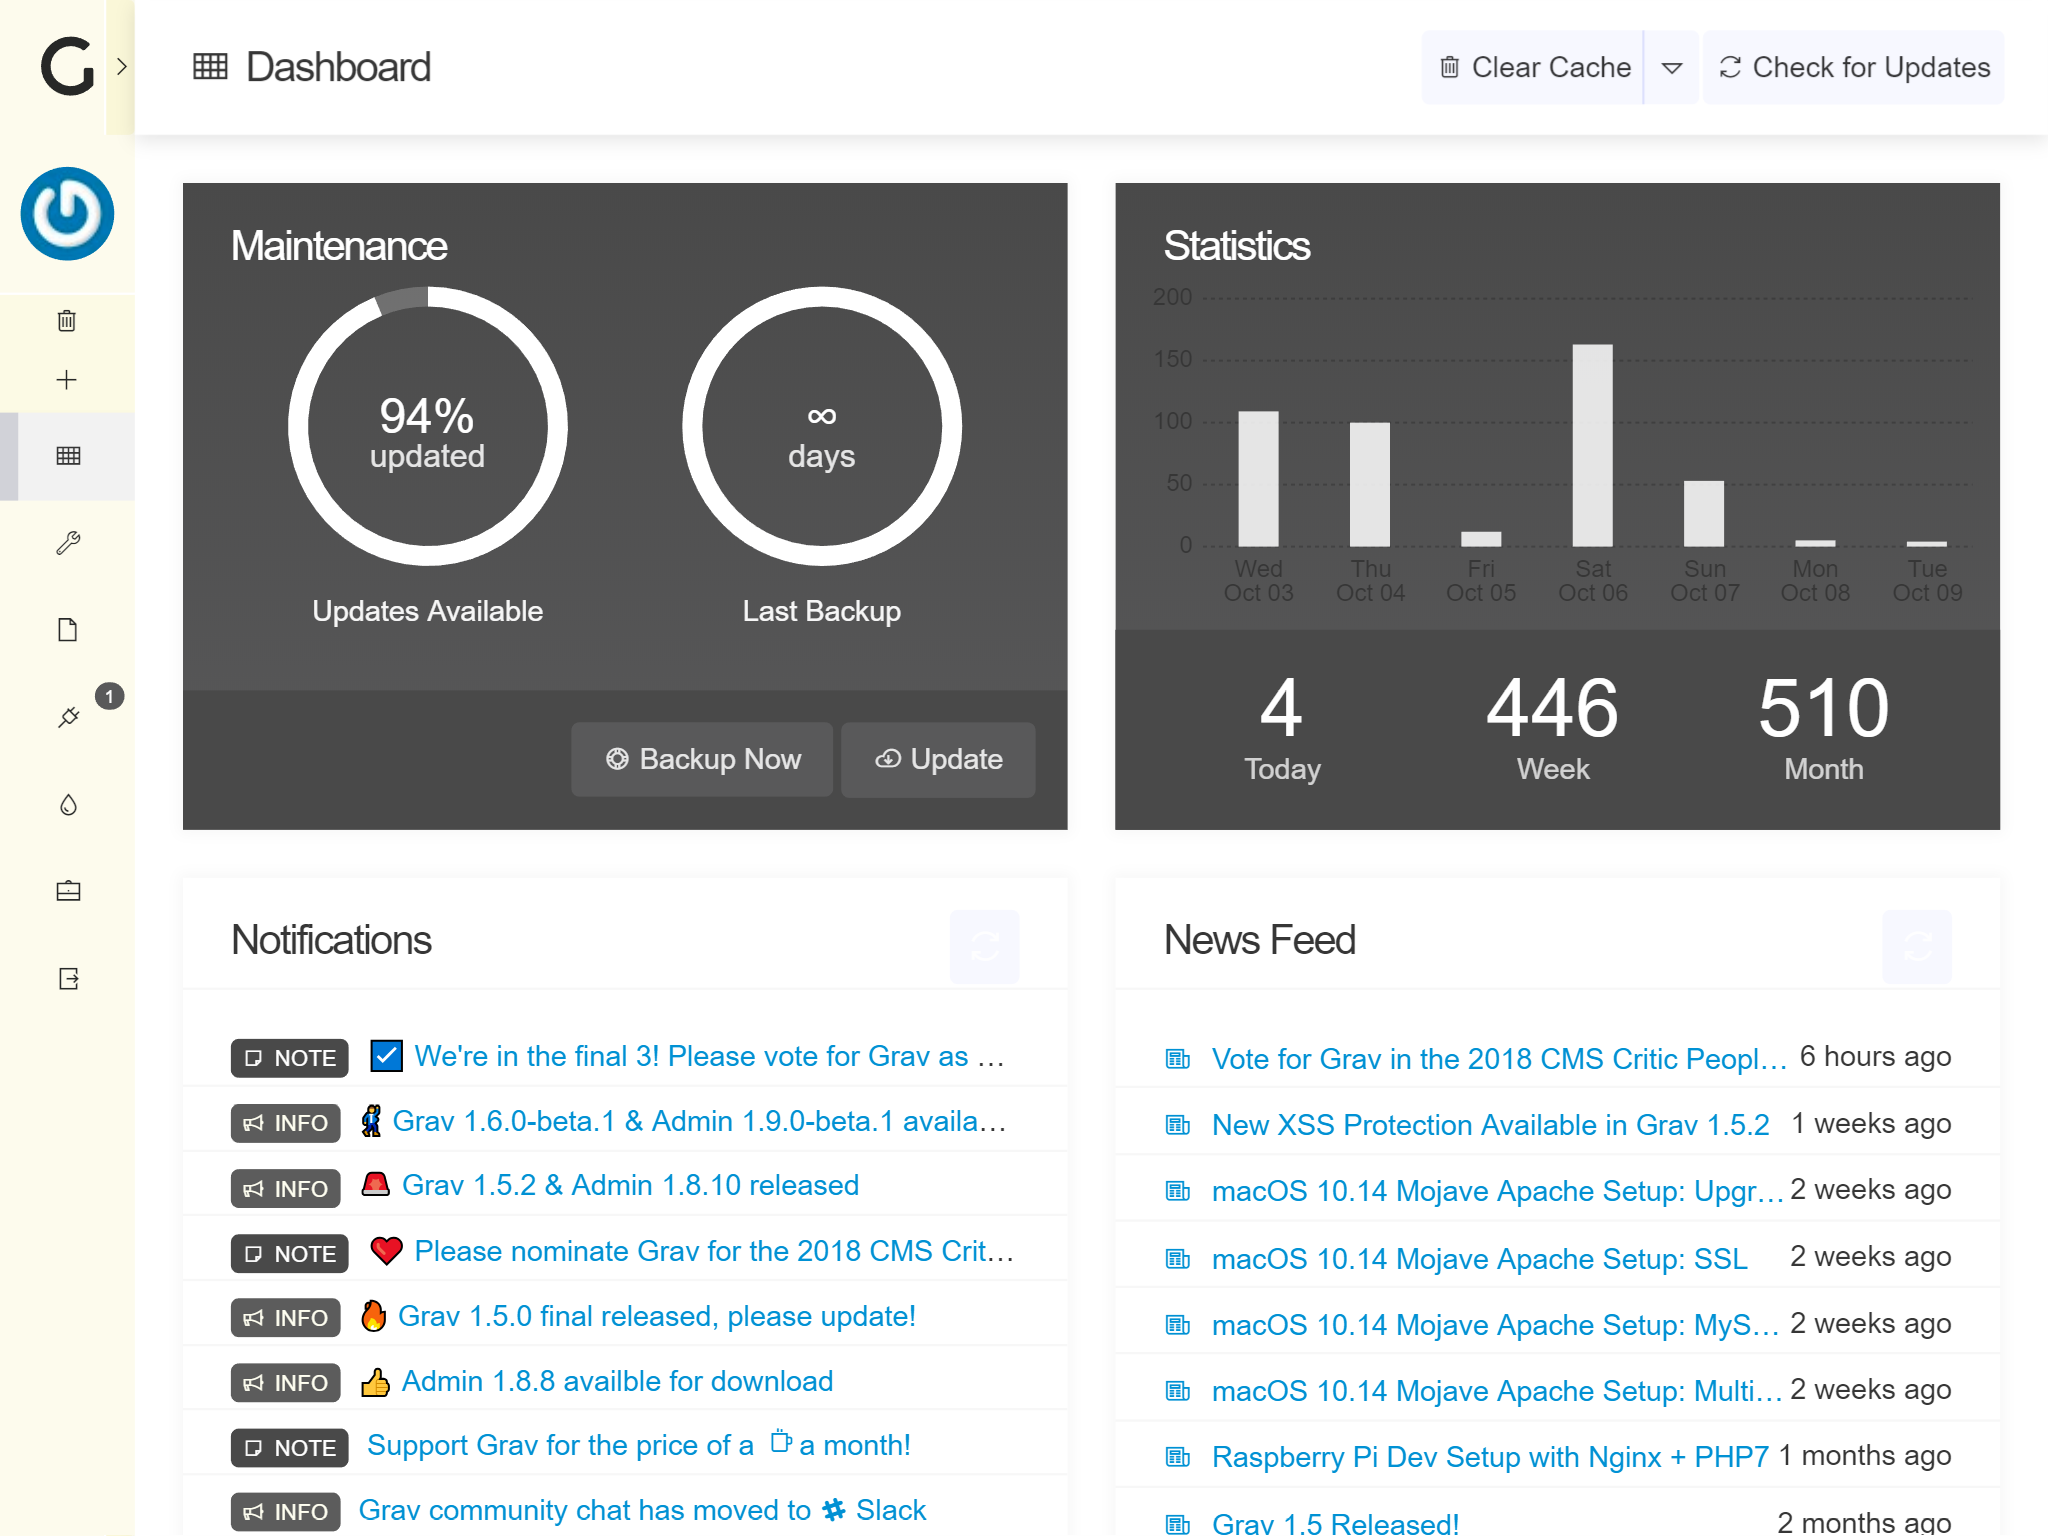 Dashboard
Clear Cache
Check for Updates
Maintenance
94%
updated
Updates Available
∞
days
Last Backup
Backup Now
Update
Statistics
200
150
100
50
0
Wed
Oct 03
Thu
Oct 04
Fri
Oct 05
Sat
Oct 06
Sun
Oct 07
Mon
Oct 08
Tue
Oct 09
4
Today
446
Week
510
Month
1
Notifications
NOTE We're in the final 3! Please vote for Grav as …
INFO Grav 1.6.0-beta.1 & Admin 1.9.0-beta.1 availa…
INFO Grav 1.5.2 & Admin 1.8.10 released
NOTE Please nominate Grav for the 2018 CMS Crit…
INFO Grav 1.5.0 final released, please update!
INFO Admin 1.8.8 availble for download
NOTE Support Grav for the price of a a month!
INFO Grav community chat has moved to Slack
News Feed
Vote for Grav in the 2018 CMS Critic Peopl… 6 hours ago
New XSS Protection Available in Grav 1.5.2 1 weeks ago
macOS 10.14 Mojave Apache Setup: Upgr… 2 weeks ago
macOS 10.14 Mojave Apache Setup: SSL 2 weeks ago
macOS 10.14 Mojave Apache Setup: MyS… 2 weeks ago
macOS 10.14 Mojave Apache Setup: Multi… 2 weeks ago
Raspberry Pi Dev Setup with Nginx + PHP7 1 months ago
Grav 1.5 Released! 2 months ago